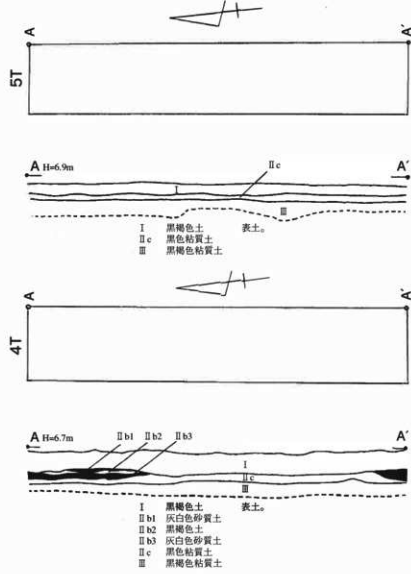 5T
A A′
A H=6.9m A′
Ⅱc
Ⅰ
Ⅲ
Ⅰ 黒褐色土 表土。
Ⅱc 黒色粘質土
Ⅲ 黒褐色粘質土
4T
A A′
A H=6.7m A′
Ⅱb1 Ⅱb2 Ⅱb3
Ⅰ
Ⅱc
Ⅲ
Ⅰ 黒褐色土 表土。
Ⅱb1 灰白色砂質土
Ⅱb2 黒褐色土
Ⅱb3 灰白色砂質土
Ⅱc 黒色粘質土
Ⅲ 黒褐色粘質土